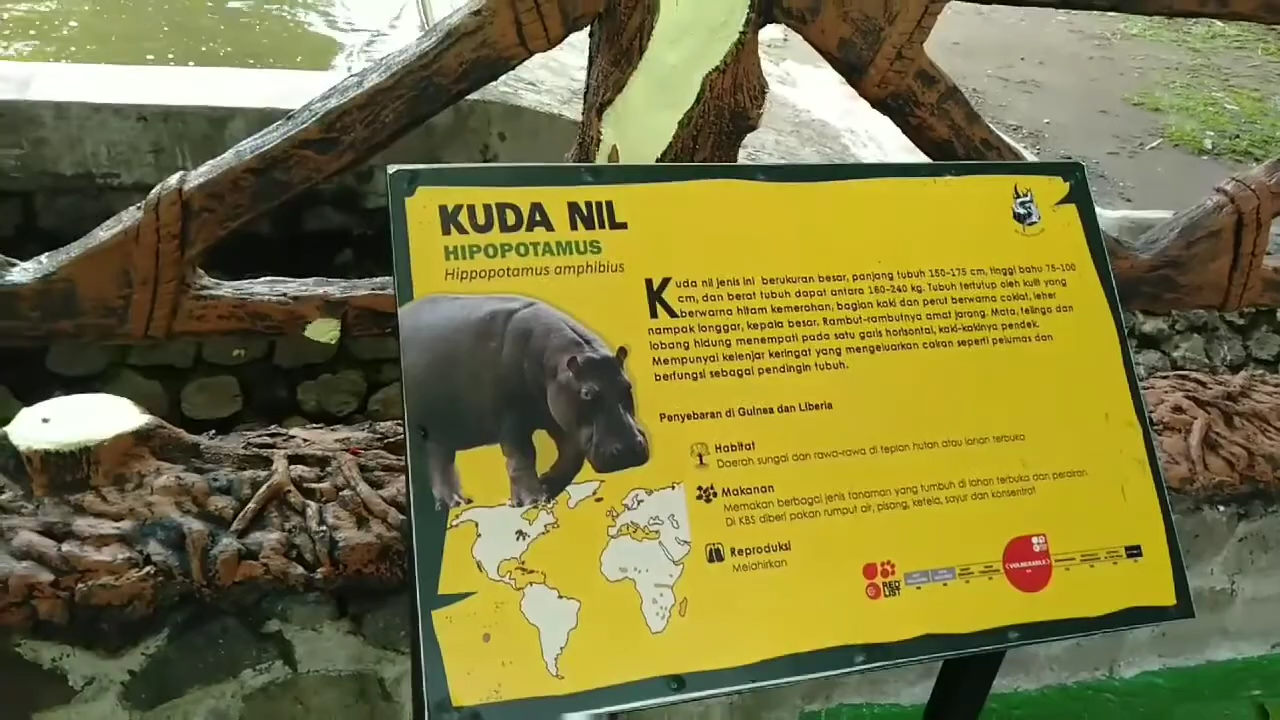 KUDA NIL
HIPOPOTAMUS
Hippopotamus amphibius
Kuda nil jenis ini berukuran besar, panjang tubuh 150-175 cm, tinggi bahu 75-100
cm, dan berat tubuh dapat antara 160-240 kg. Tubuh tertutup oleh kulit yang
berwarna hitam kemerahan, bagian kaki dan perut berwarna coklat, leher
nampak longgar, kepala besar. Rambut-rambutnya amat jarang. Mata, telinga dan
lobang hidung menempati pada satu garis horisontal, kaki-kakinya pendek.
Mempunyai kelenjar keringat yang mengeluarkan cairan seperti pelumas dan
berfungsi sebagai pendingin tubuh.
Penyebaran di Guinea dan Liberia
Habitat
Daerah sungai dan rawa-rawa di tepian hutan atau lahan terbuka
Makanan
Memakan berbagai jenis tanaman yang tumbuh di lahan terbuka dan perairan
Di KBS diberi pakan rumput air, pisang, ketela, sayur dan konsentrat
Reproduksi
Melahirkan
RED
LIST
VULNERABLE